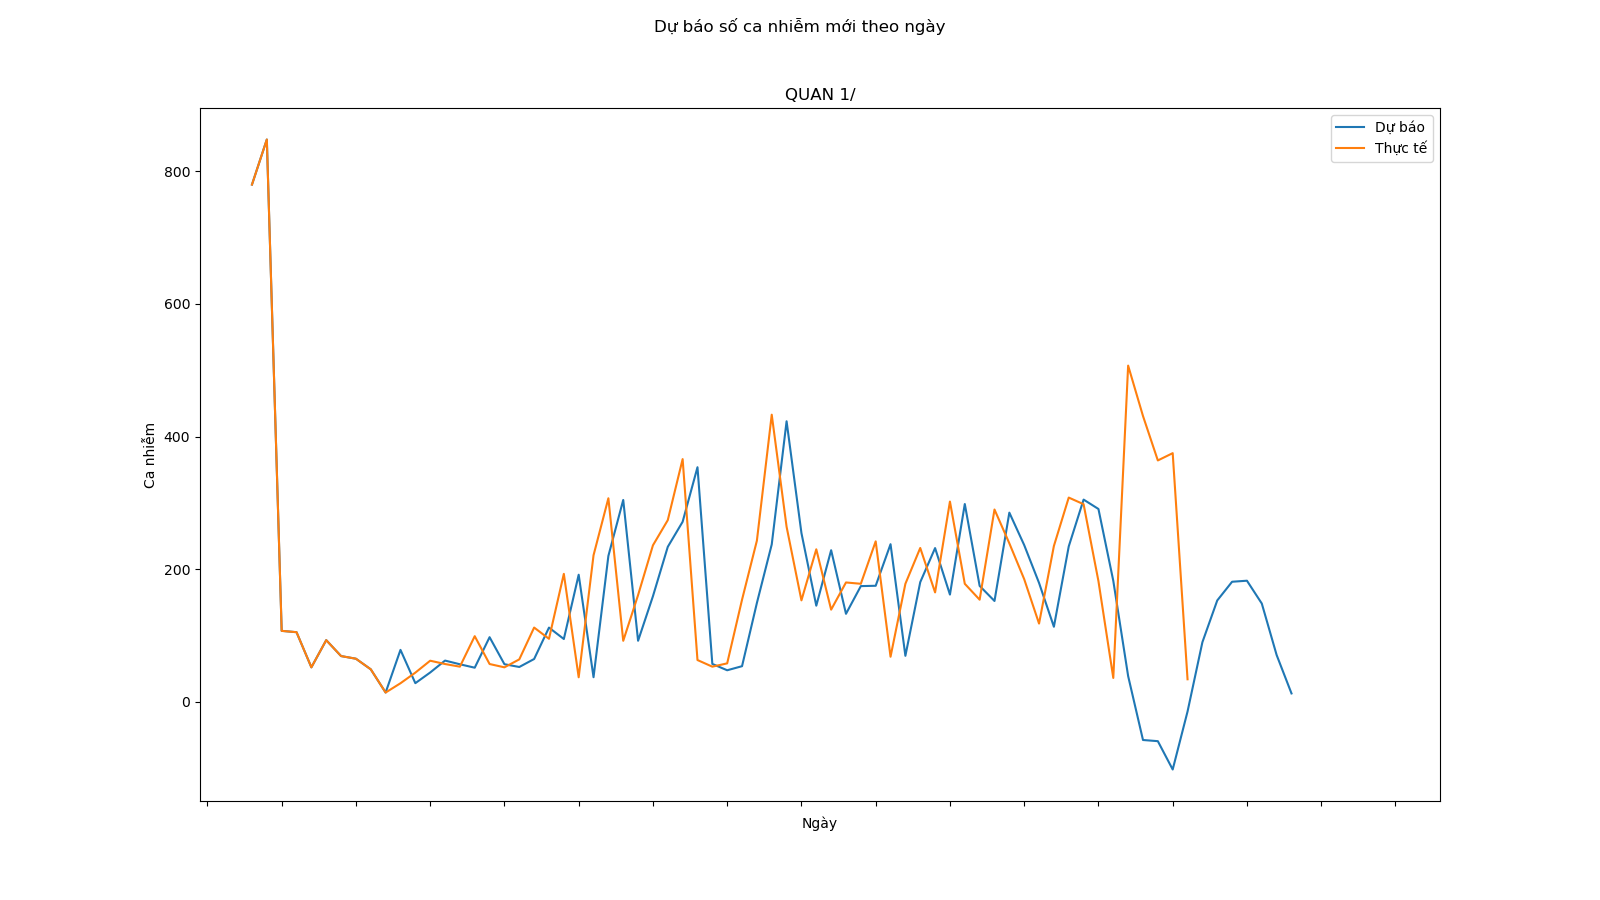 Dự báo số ca nhiễm mới theo ngày
QUAN 1/
Dự báo
Thực tế
800
600
400
200
0
Ca nhiễm
Ngày